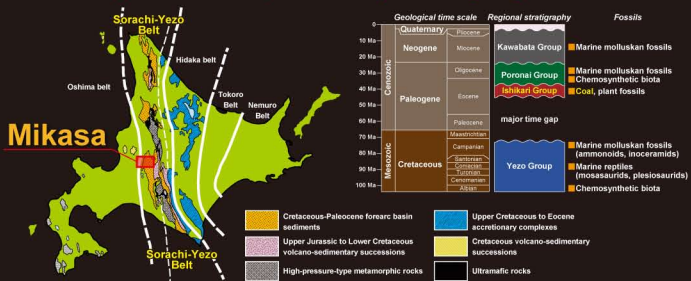 Sorachi-Yezo
Belt
Hidaka belt
Oshima belt
Tokoro
Belt
Nemuro
Belt
Mikasa
Sorachi-Yezo
Belt
Geological time scale
Regional stratigraphy
Fossils
0
10 Ma
20 Ma
30 Ma
40 Ma
50 Ma
60 Ma
70 Ma
80 Ma
90 Ma
100 Ma
Cenozoic
Mesozoic
Quaternary
Neogene
Paleogene
Cretaceous
Pliocene
Miocene
Oligocene
Eocene
Paleocene
Maastrichtian
Campanian
Santonian
Coniacian
Turonian
Cenomanian
Albian
Kawabata Group
Poronai Group
Ishikari Group
major time gap
Yezo Group
Marine molluskan fossils
Marine molluskan fossils
Chemosynthetic biota
Coal, plant fossils
Marine molluskan fossils
(ammonoids, inoceramids)
Marine reptiles
(mosasaurids, plesiosaurids)
Chemosynthetic biota
Cretaceous-Paleocene forearc basin
sediments
Upper Jurassic to Lower Cretaceous
volcano-sedimentary successions
High-pressure-type metamorphic rocks
Upper Cretaceous to Eocene
accretionary complexes
Cretaceous volcano-sedimentary
successions
Ultramafic rocks